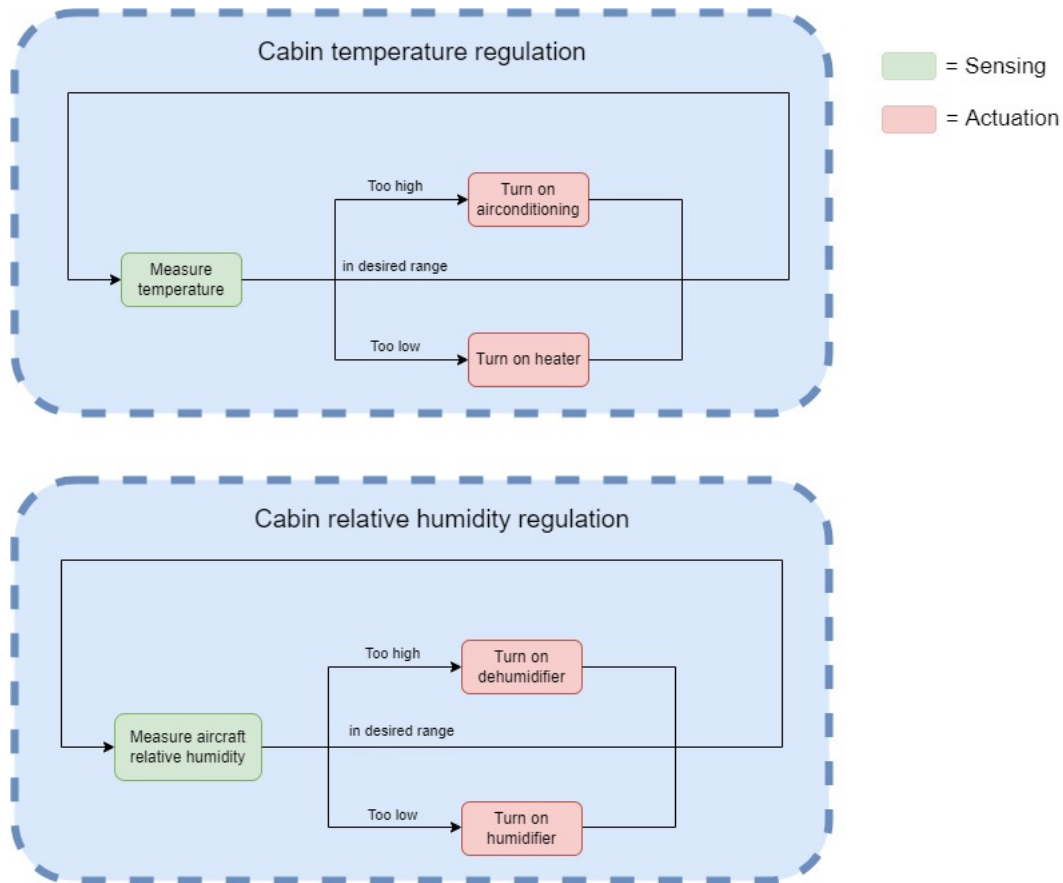 Cabin temperature regulation
= Sensing
= Actuation
Too high
Turn on
airconditioning
in desired range
Measure
temperature
Too low
Turn on heater
Cabin relative humidity regulation
Too high
Turn on
dehumidifier
in desired range
Measure aircraft
relative humidity
Too low
Turn on
humidifier